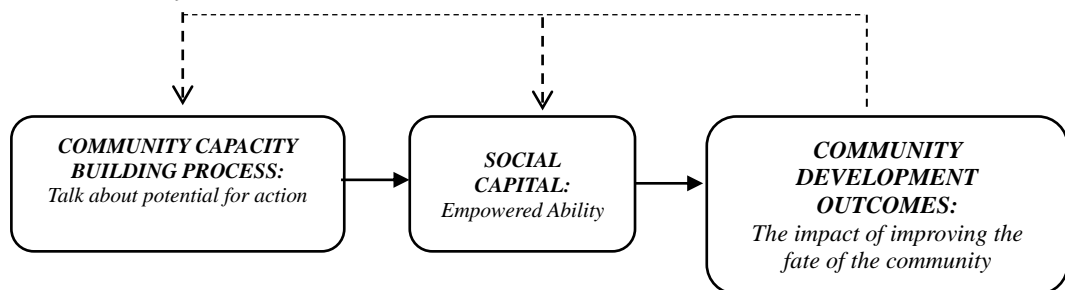 COMMUNITY CAPACITY
BUILDING PROCESS:
Talk about potential for action
SOCIAL
CAPITAL:
Empowered Ability
COMMUNITY
DEVELOPMENT
OUTCOMES:
The impact of improving the
fate of the community